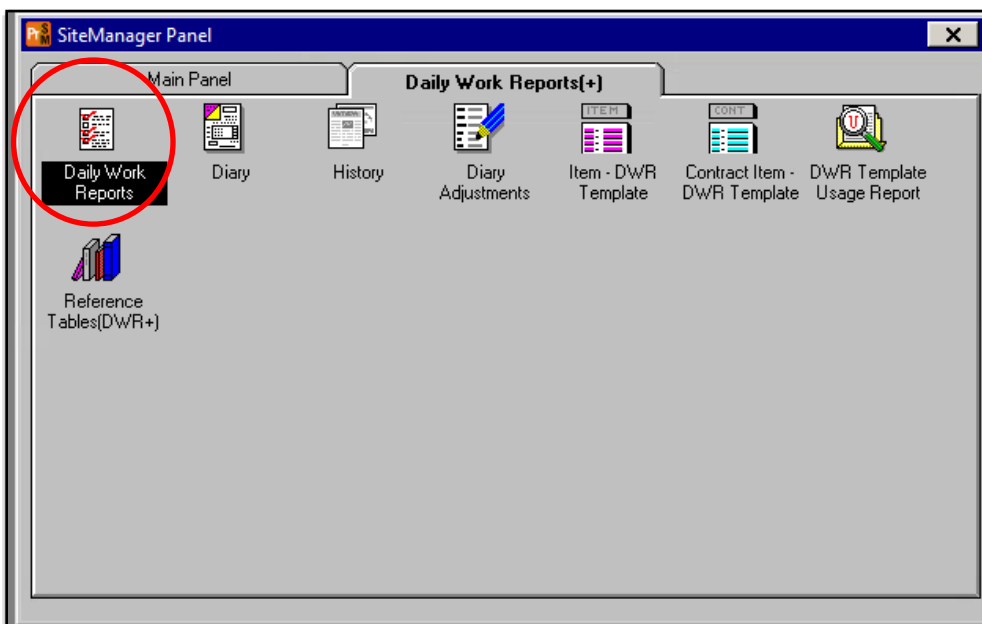 SiteManager Panel
Main Panel
Daily Work Reports(+)
Daily Work
Reports
Diary
History
Diary
Adjustments
ITEM
Item - DWR
Template
CONT
Contract Item -
DWR Template
DWR Template
Usage Report
Reference
Tables(DWR+)